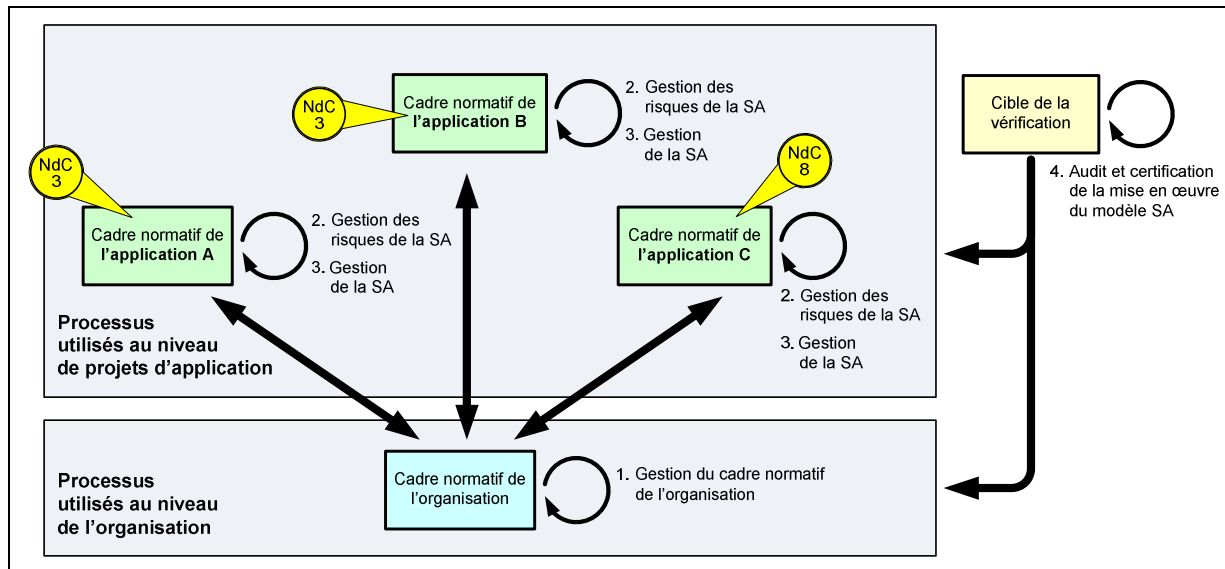 Cadre normatif de
l'application B
NdC
3
2. Gestion des
risques de la SA
3. Gestion
de la SA
Cible de la
vérification
4. Audit et certification
de la mise en œuvre
du modèle SA
NdC
3
Cadre normatif de
l'application A
2. Gestion des
risques de la SA
3. Gestion
de la SA
NdC
8
Cadre normatif de
l'application C
2. Gestion des
risques de la SA
3. Gestion
de la SA
Processus
utilisés au niveau
de projets d'application
Processus
utilisés au niveau
de l'organisation
Cadre normatif de
l'organisation
1. Gestion du cadre normatif
de l'organisation